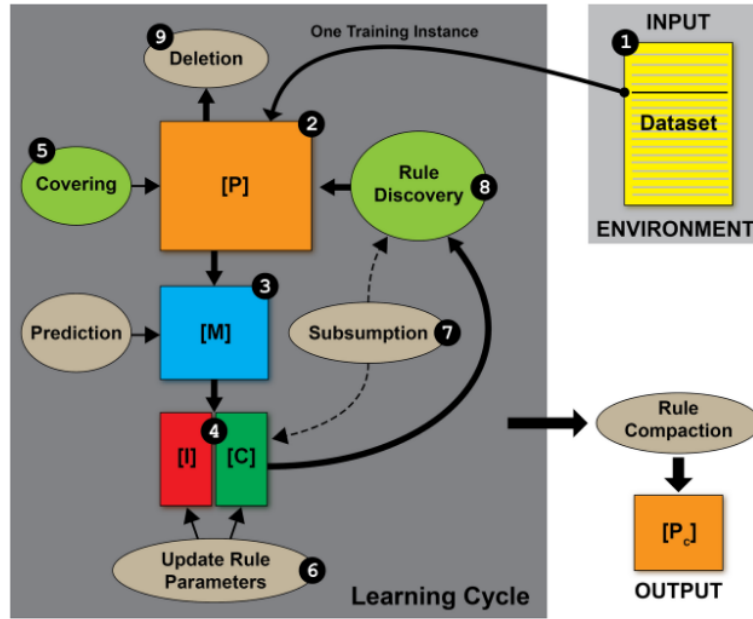 INPUT
1
Dataset
ENVIRONMENT
One Training Instance
9
Deletion
2
[P]
5
Covering
Rule
Discovery
8
3
[M]
Prediction
Subsumption
7
4
[I]
[C]
Update Rule
Parameters
6
Learning Cycle
Rule
Compaction
[Pc]
OUTPUT